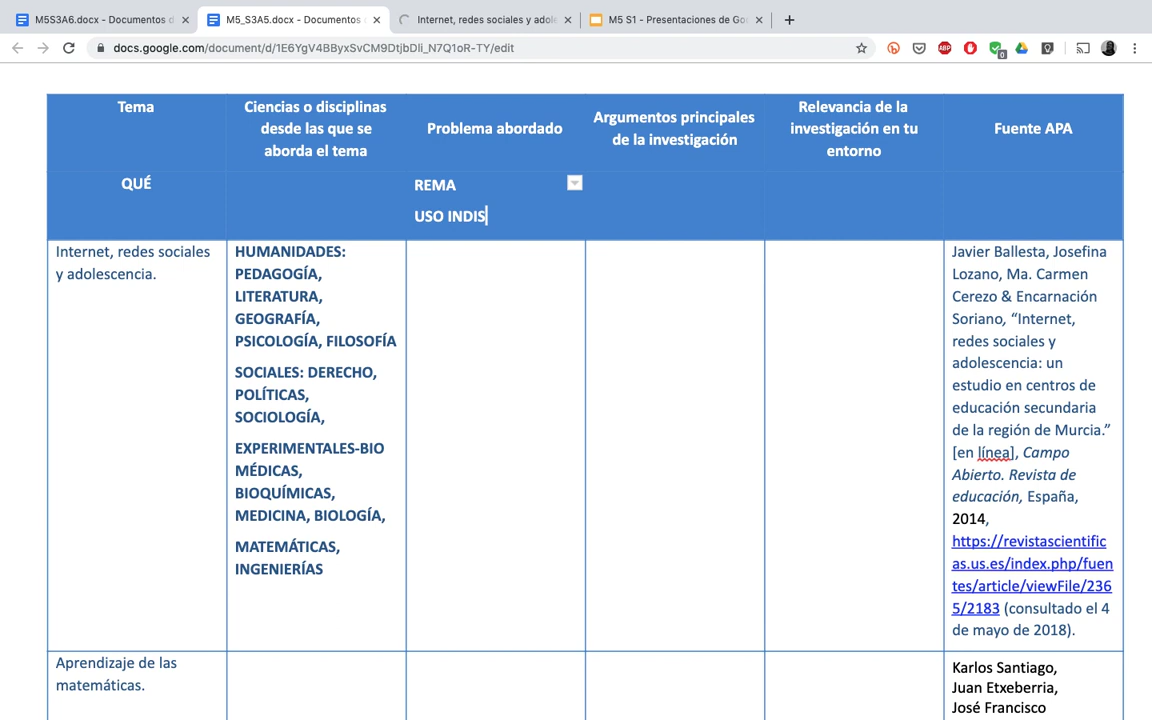 M5S3A6.docx - Documentos d
M5_S3A5.docx - Documentos
Internet, redes sociales y adole
M5 S1 - Presentaciones de Go
docs.google.com/document/d/1E6YgV4BByxSvCM9DtjbDli_N7Q1oR-TY/edit
ABP
0
Tema
Ciencias o disciplinas
desde las que se
aborda el tema
Problema abordado
Argumentos principales
de la investigación
Relevancia de la
investigación en tu
entorno
Fuente APA
QUÉ
REMA
USO INDIS
Internet, redes sociales
y adolescencia.
HUMANIDADES:
PEDAGOGÍA,
LITERATURA,
GEOGRAFÍA,
PSICOLOGÍA, FILOSOFÍA
SOCIALES: DERECHO,
POLÍTICAS,
SOCIOLOGÍA,
EXPERIMENTALES-BIO
MÉDICAS,
BIOQUÍMICAS,
MEDICINA, BIOLOGÍA,
MATEMÁTICAS,
INGENIERÍAS
Javier Ballesta, Josefina
Lozano, Ma. Carmen
Cerezo & Encarnación
Soriano, “Internet,
redes sociales y
adolescencia: un
estudio en centros de
educación secundaria
de la región de Murcia.”
[en línea], Campo
Abierto. Revista de
educación, España,
2014,
https://revistascientific
as.us.es/index.php/fuen
tes/article/viewFile/236
5/2183 (consultado el 4
de mayo de 2018).
Aprendizaje de las
matemáticas.
Karlos Santiago,
Juan Etxeberria,
José Francisco